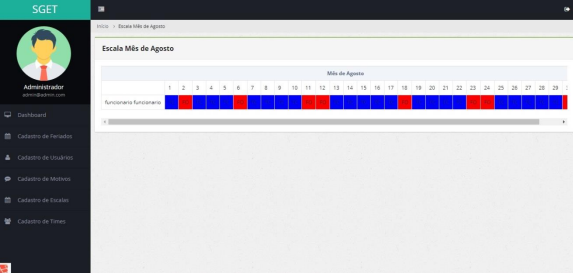 SGET
Início > Escala Mês de Agosto
Escala Mês de Agosto
Administrador
admin@admin.com
Dashboard
Cadastro de Feriados
Cadastro de Usuários
Cadastro de Motivos
Cadastro de Escalas
Cadastro de Times
Mês de Agosto
1 2 3 4 5 6 7 8 9 10 11 12 13 14 15 16 17 18 19 20 21 22 23 24 25 26 27 28 29
funcionário funcionario